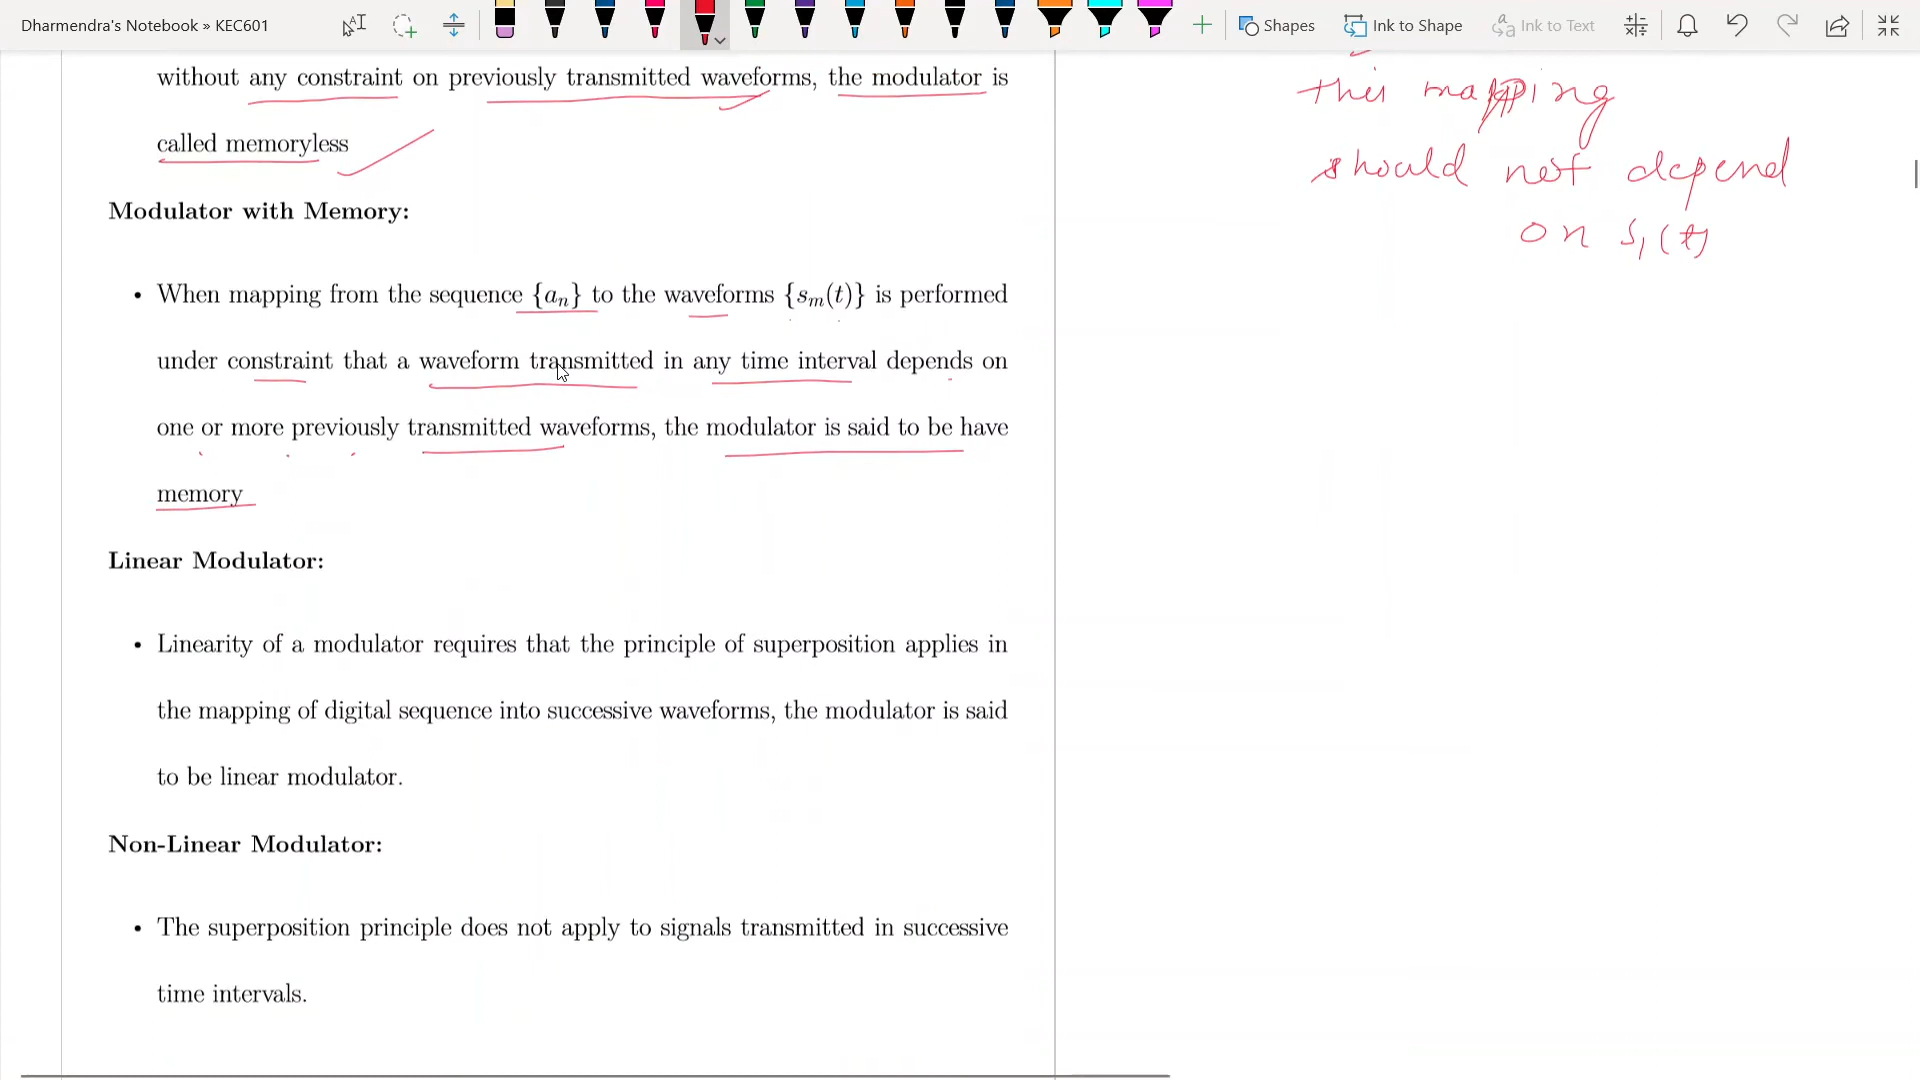 Dharmendra's Notebook » KEC601
Shapes
Ink to Shape
Ink to Text
without any constraint on previously transmitted waveforms, the modulator is
called memoryless
Modulator with Memory:
• When mapping from the sequence {aₙ} to the waveforms {sₘ(t)} is performed
under constraint that a waveform transmitted in any time interval depends on
one or more previously transmitted waveforms, the modulator is said to be have
memory
Linear Modulator:
• Linearity of a modulator requires that the principle of superposition applies in
the mapping of digital sequence into successive waveforms, the modulator is said
to be linear modulator.
Non-Linear Modulator:
• The superposition principle does not apply to signals transmitted in successive
time intervals.
this mapping
should not depend
on S₁(t)